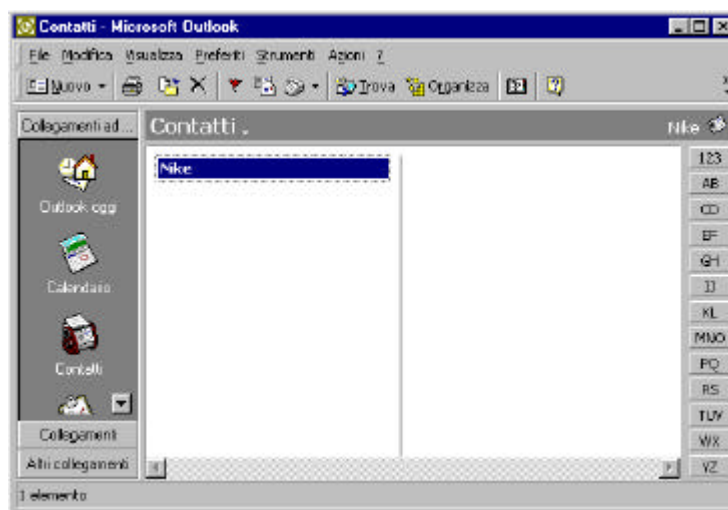 Contatti - Microsoft Outlook
File Modifica Visualizza Preferiti Strumenti Azioni ?
Nuovo Trova Organizza
Collegamenti ad ...
Contatti .
Nike
Nike
Outlook oggi
Calendario
Contatti
Collegamenti
Altri collegamenti
123
AB
CD
EF
GH
IJ
KL
MNO
PQ
RS
TUV
WX
YZ
1 elemento